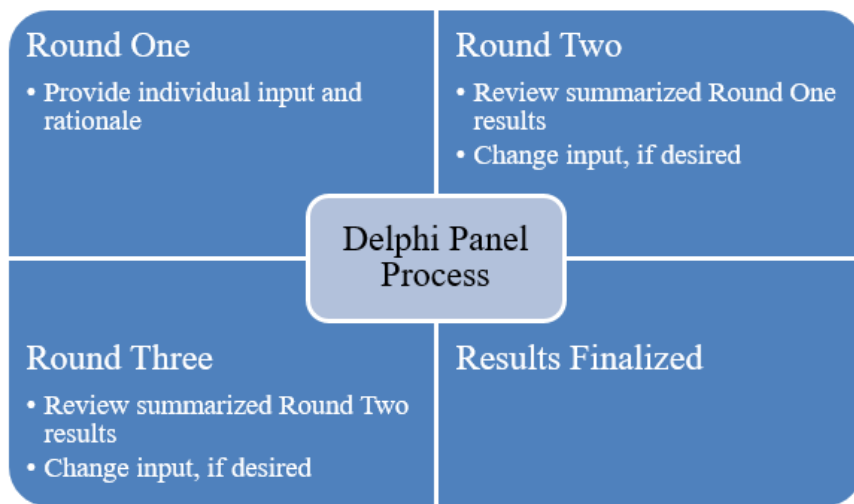 Round One
• Provide individual input and
rationale
Round Two
• Review summarized Round One
results
• Change input, if desired
Delphi Panel
Process
Round Three
• Review summarized Round Two
results
• Change input, if desired
Results Finalized